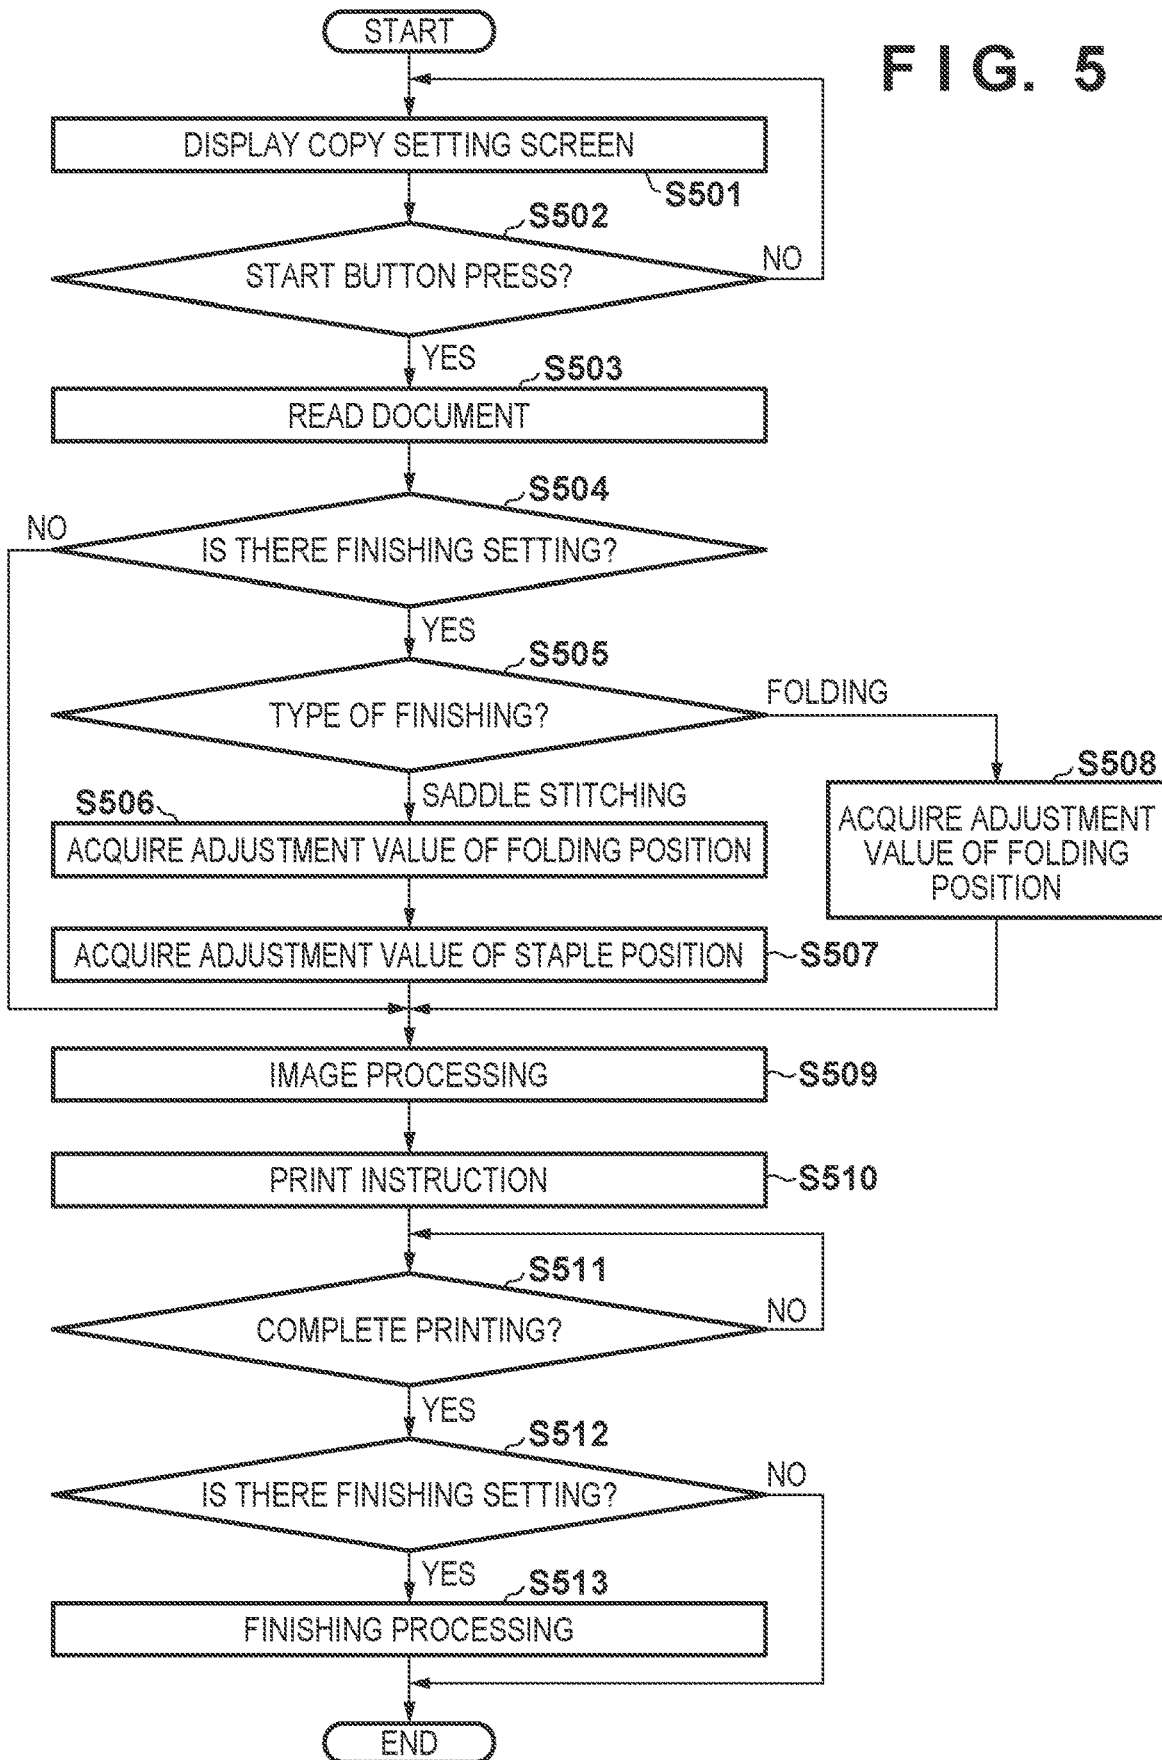 START
F I G. 5
DISPLAY COPY SETTING SCREEN
S501
S502
START BUTTON PRESS?
NO
YES
S503
READ DOCUMENT
S504
NO
IS THERE FINISHING SETTING?
YES
S505
FOLDING
TYPE OF FINISHING?
S508
SADDLE STITCHING
S506
ACQUIRE ADJUSTMENT
VALUE OF FOLDING
POSITION
ACQUIRE ADJUSTMENT VALUE OF FOLDING POSITION
ACQUIRE ADJUSTMENT VALUE OF STAPLE POSITION
S507
IMAGE PROCESSING
S509
PRINT INSTRUCTION
S510
S511
NO
COMPLETE PRINTING?
YES
S512
NO
IS THERE FINISHING SETTING?
YES
S513
FINISHING PROCESSING
END